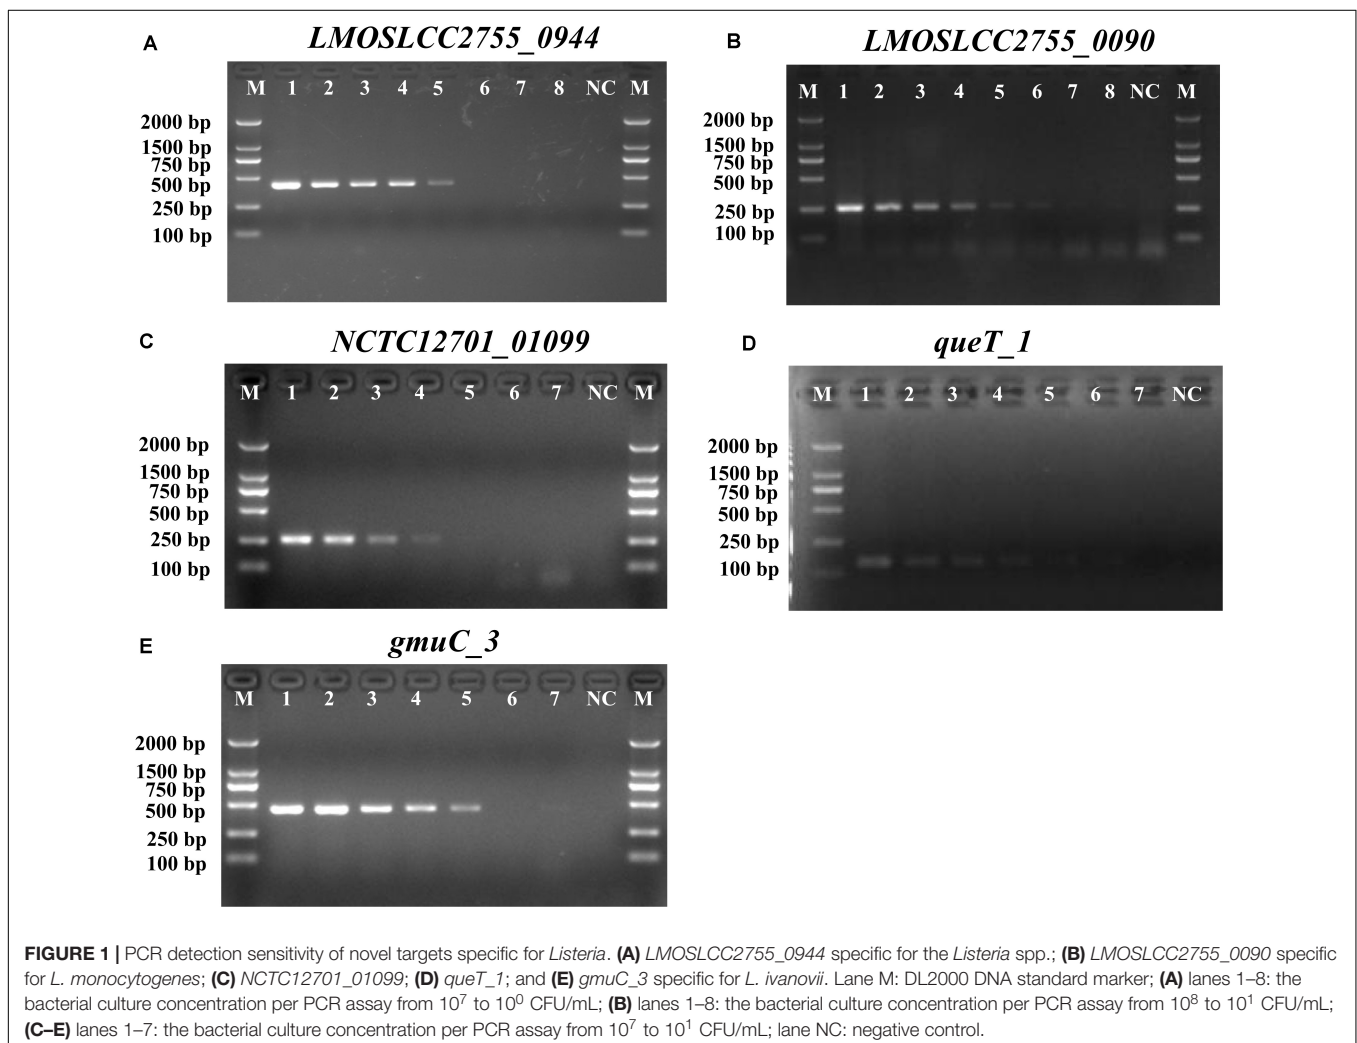 A
LMOSLCC2755_0944
M 1 2 3 4 5 6 7 8 NC M
2000 bp
1500 bp
750 bp
500 bp
250 bp
100 bp
B
LMOSLCC2755_0090
M 1 2 3 4 5 6 7 8 NC M
2000 bp
1500 bp
750 bp
500 bp
250 bp
100 bp
C
NCTC12701_01099
M 1 2 3 4 5 6 7 NC M
2000 bp
1500 bp
750 bp
500 bp
250 bp
100 bp
D
queT_1
M 1 2 3 4 5 6 7 NC
2000 bp
1500 bp
750 bp
500 bp
250 bp
100 bp
E
gmuC_3
M 1 2 3 4 5 6 7 NC M
2000 bp
1500 bp
750 bp
500 bp
250 bp
100 bp
FIGURE 1 | PCR detection sensitivity of novel targets specific for Listeria. (A) LMOSLCC2755_0944 specific for the Listeria spp.; (B) LMOSLCC2755_0090 specific
for L. monocytogenes; (C) NCTC12701_01099; (D) queT_1; and (E) gmuC_3 specific for L. ivanovii. Lane M: DL2000 DNA standard marker; (A) lanes 1–8: the
bacterial culture concentration per PCR assay from 10⁷ to 10⁰ CFU/mL; (B) lanes 1–8: the bacterial culture concentration per PCR assay from 10⁸ to 10¹ CFU/mL;
(C–E) lanes 1–7: the bacterial culture concentration per PCR assay from 10⁷ to 10¹ CFU/mL; lane NC: negative control.